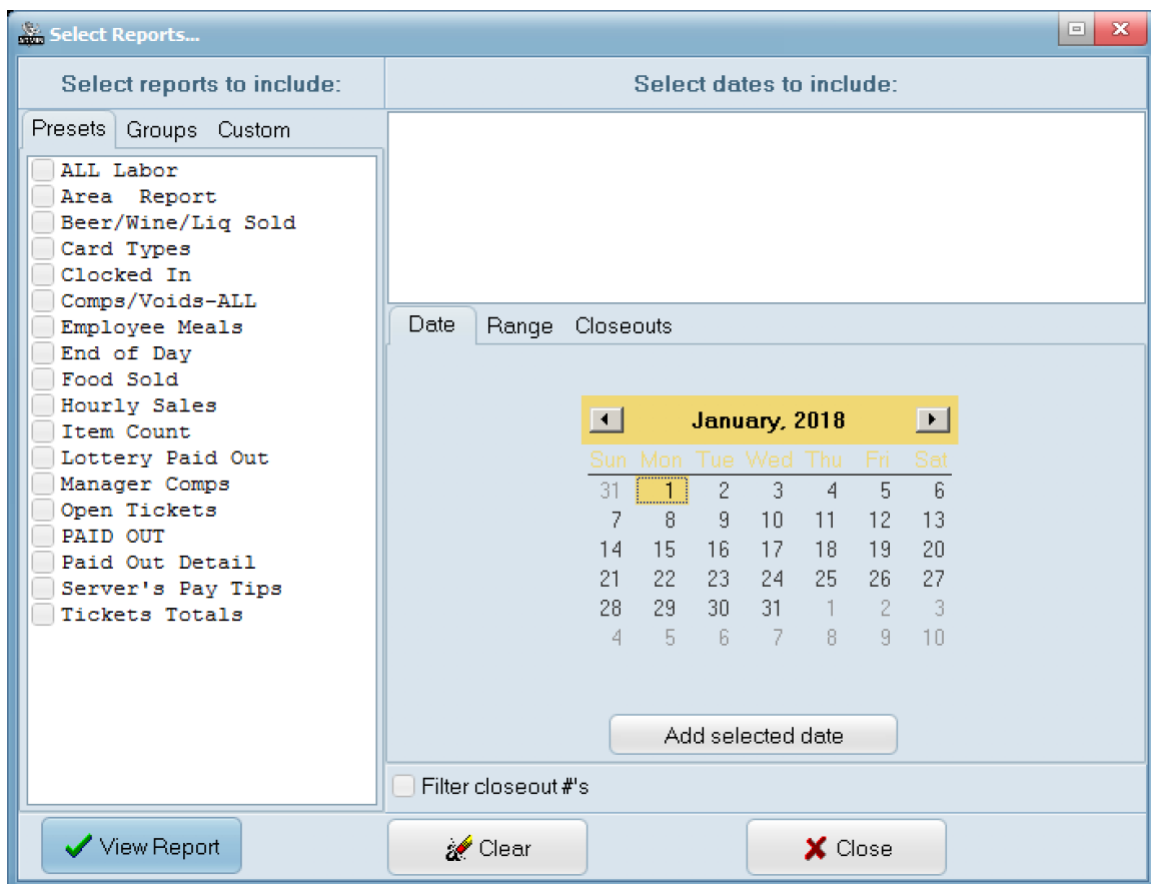 Select Reports...
Select reports to include:
Select dates to include:
Presets Groups Custom
ALL Labor
Area  Report
Beer/Wine/Liq Sold
Card Types
Clocked In
Comps/Voids-ALL
Employee Meals
End of Day
Food Sold
Hourly Sales
Item Count
Lottery Paid Out
Manager Comps
Open Tickets
PAID OUT
Paid Out Detail
Server's Pay Tips
Tickets Totals
Date Range Closeouts
January, 2018
Sun Mon Tue Wed Thu Fri Sat
31 1 2 3 4 5 6
7 8 9 10 11 12 13
14 15 16 17 18 19 20
21 22 23 24 25 26 27
28 29 30 31 1 2 3
4 5 6 7 8 9 10
Add selected date
Filter closeout #'s
View Report
Clear
Close